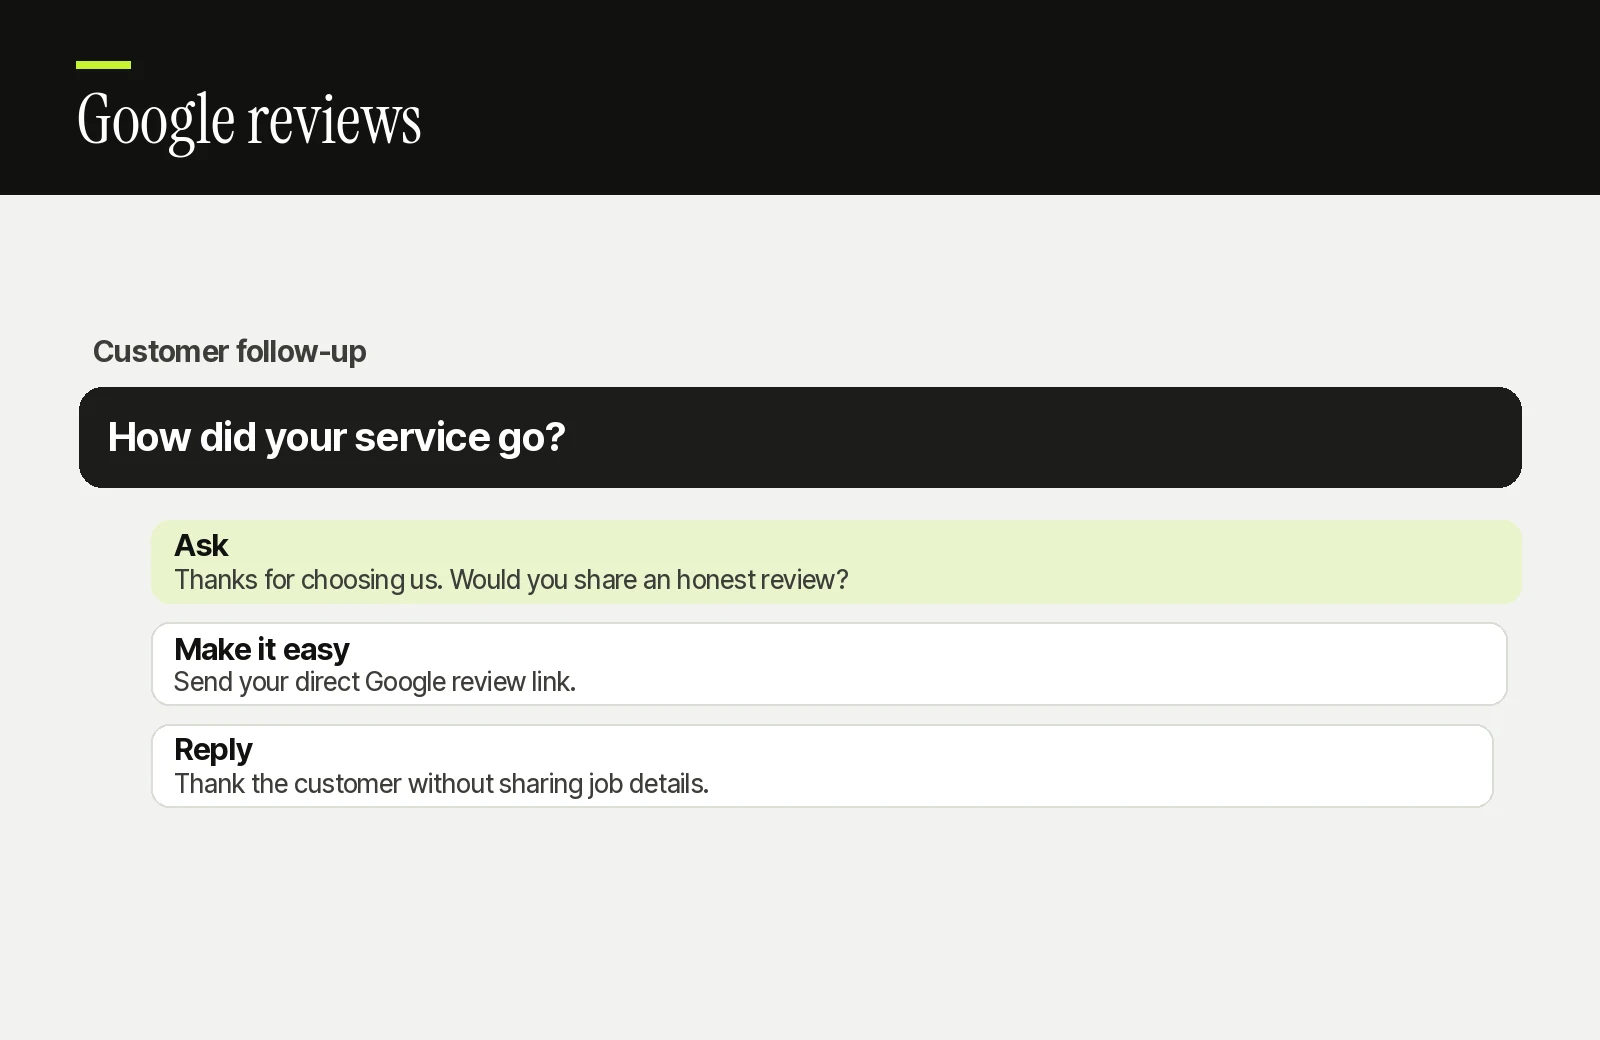 Google reviews
Customer follow-up
How did your service go?
Ask
Thanks for choosing us. Would you share an honest review?
Make it easy
Send your direct Google review link.
Reply
Thank the customer without sharing job details.